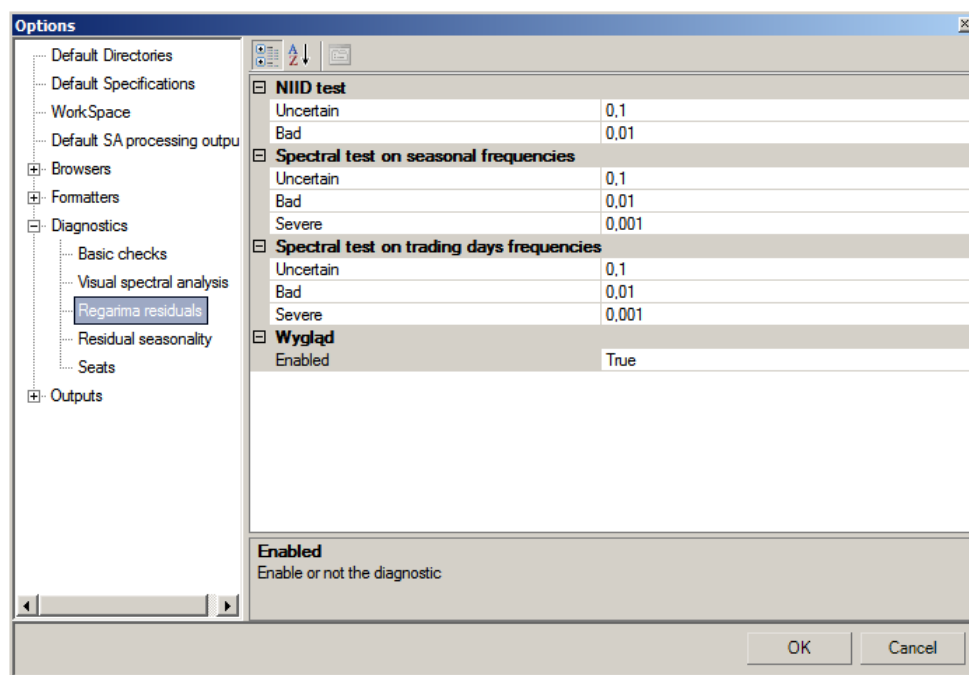 Options
Default Directories
Default Specifications
WorkSpace
Default SA processing outpu
Browsers
Formatters
Diagnostics
Basic checks
Visual spectral analysis
Regarima residuals
Residual seasonality
Seats
Outputs
NIID test
Uncertain 0,1
Bad 0,01
Spectral test on seasonal frequencies
Uncertain 0,1
Bad 0,01
Severe 0,001
Spectral test on trading days frequencies
Uncertain 0,1
Bad 0,01
Severe 0,001
Wygląd
Enabled True
Enabled
Enable or not the diagnostic
OK Cancel